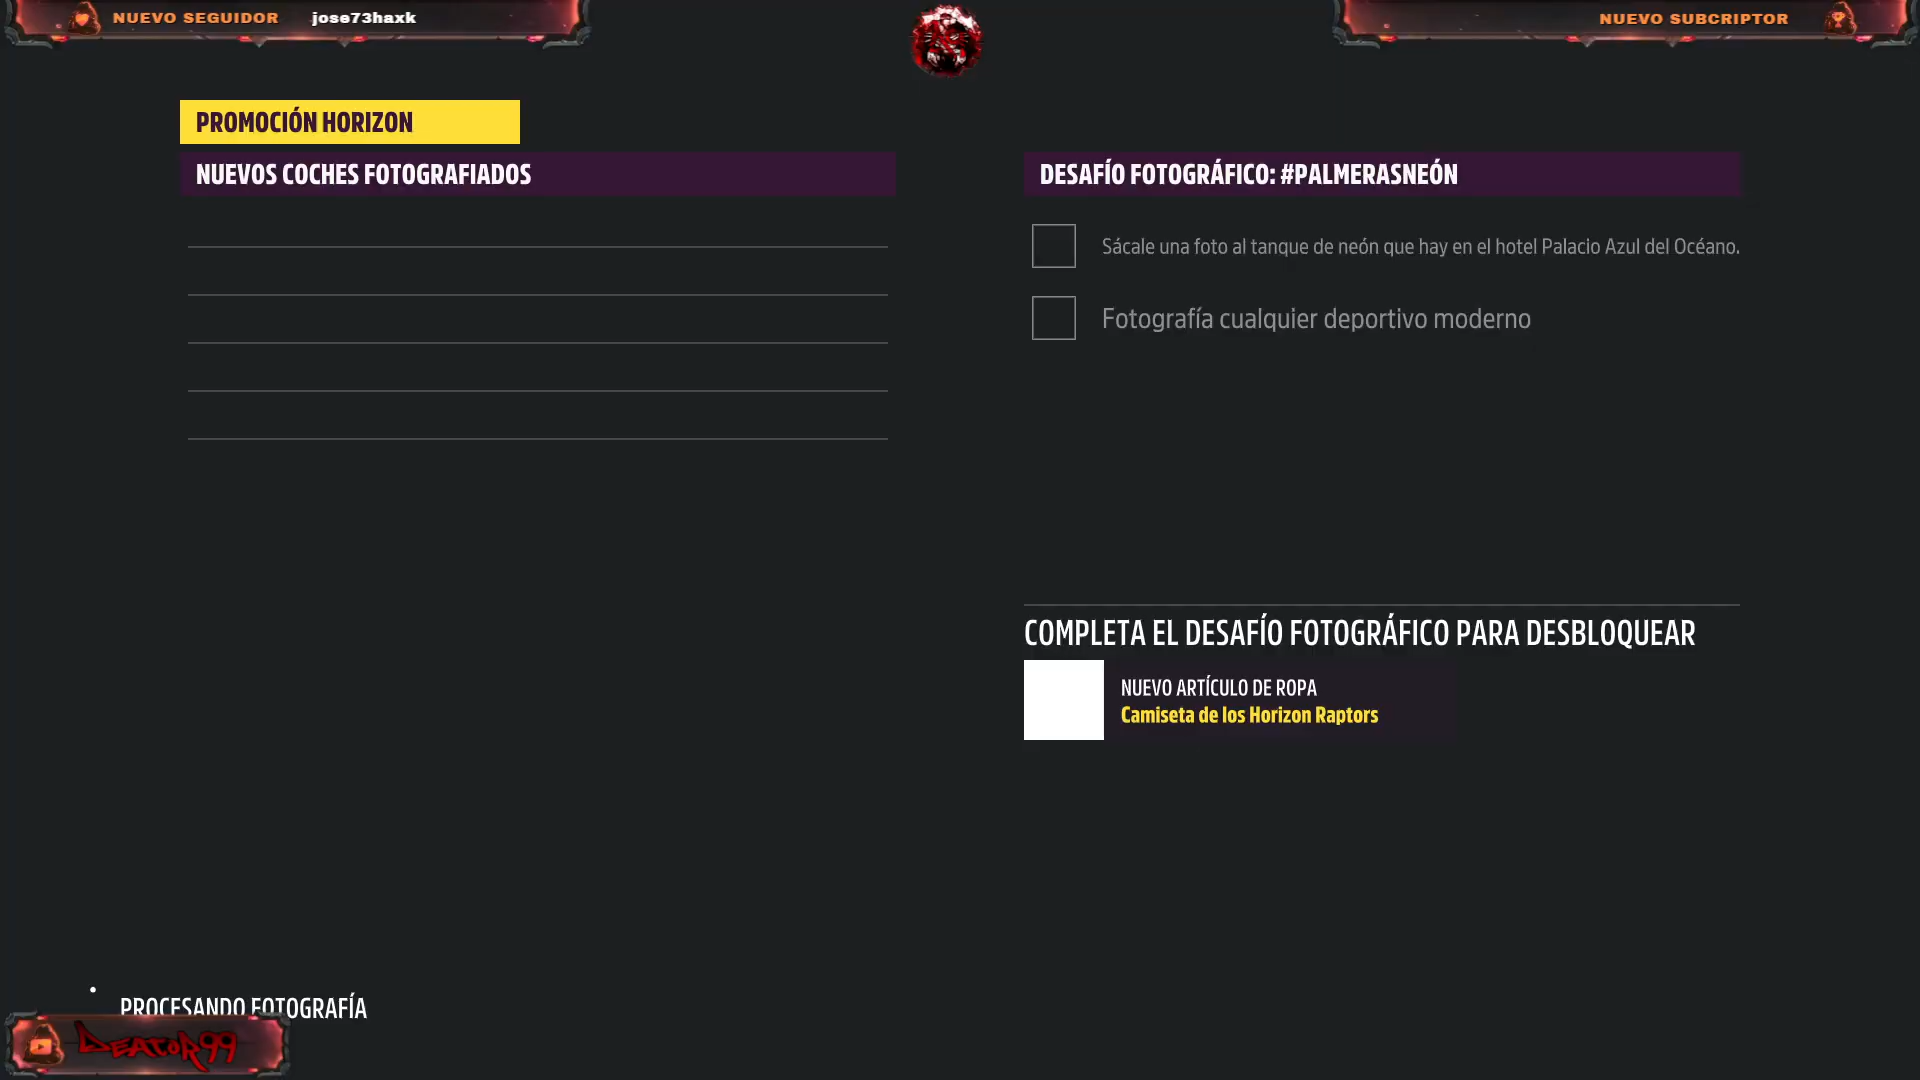 NUEVO SEGUIDOR jose73haxk
NUEVO SUBCRIPTOR
PROMOCIÓN HORIZON
NUEVOS COCHES FOTOGRAFIADOS
DESAFÍO FOTOGRÁFICO: #PALMERASNEÓN
Sácale una foto al tanque de neón que hay en el hotel Palacio Azul del Océano.
Fotografía cualquier deportivo moderno
COMPLETA EL DESAFÍO FOTOGRÁFICO PARA DESBLOQUEAR
NUEVO ARTÍCULO DE ROPA
Camiseta de los Horizon Raptors
PROCESANDO FOTOGRAFÍA
DEATOR99